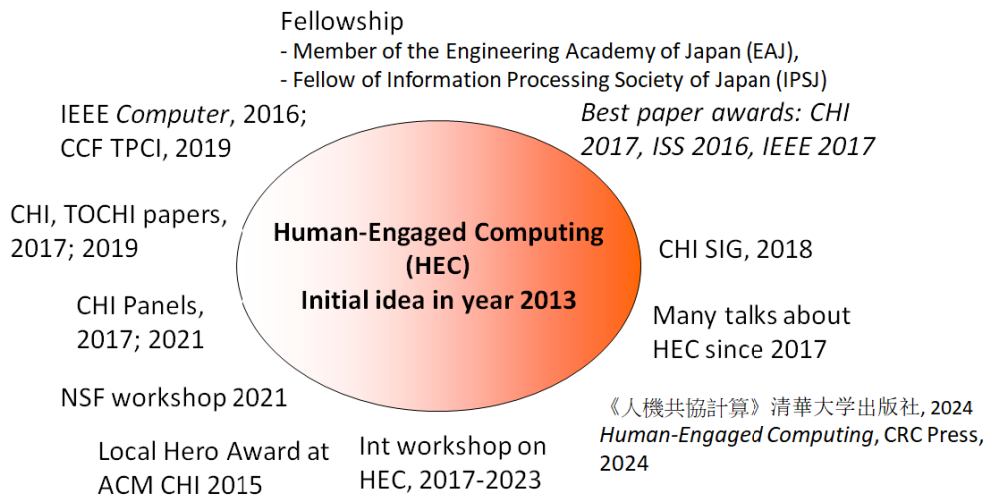 Fellowship
- Member of the Engineering Academy of Japan (EAJ),
- Fellow of Information Processing Society of Japan (IPSJ)
IEEE Computer, 2016;
CCF TPCI, 2019
Best paper awards: CHI
2017, ISS 2016, IEEE 2017
CHI, TOCHI papers,
2017; 2019
Human-Engaged Computing
(HEC)
Initial idea in year 2013
CHI SIG, 2018
CHI Panels,
2017; 2021
Many talks about
HEC since 2017
NSF workshop 2021
《人機共協計算》清華大学出版社, 2024
Human-Engaged Computing, CRC Press,
2024
Local Hero Award at
ACM CHI 2015
Int workshop on
HEC, 2017-2023